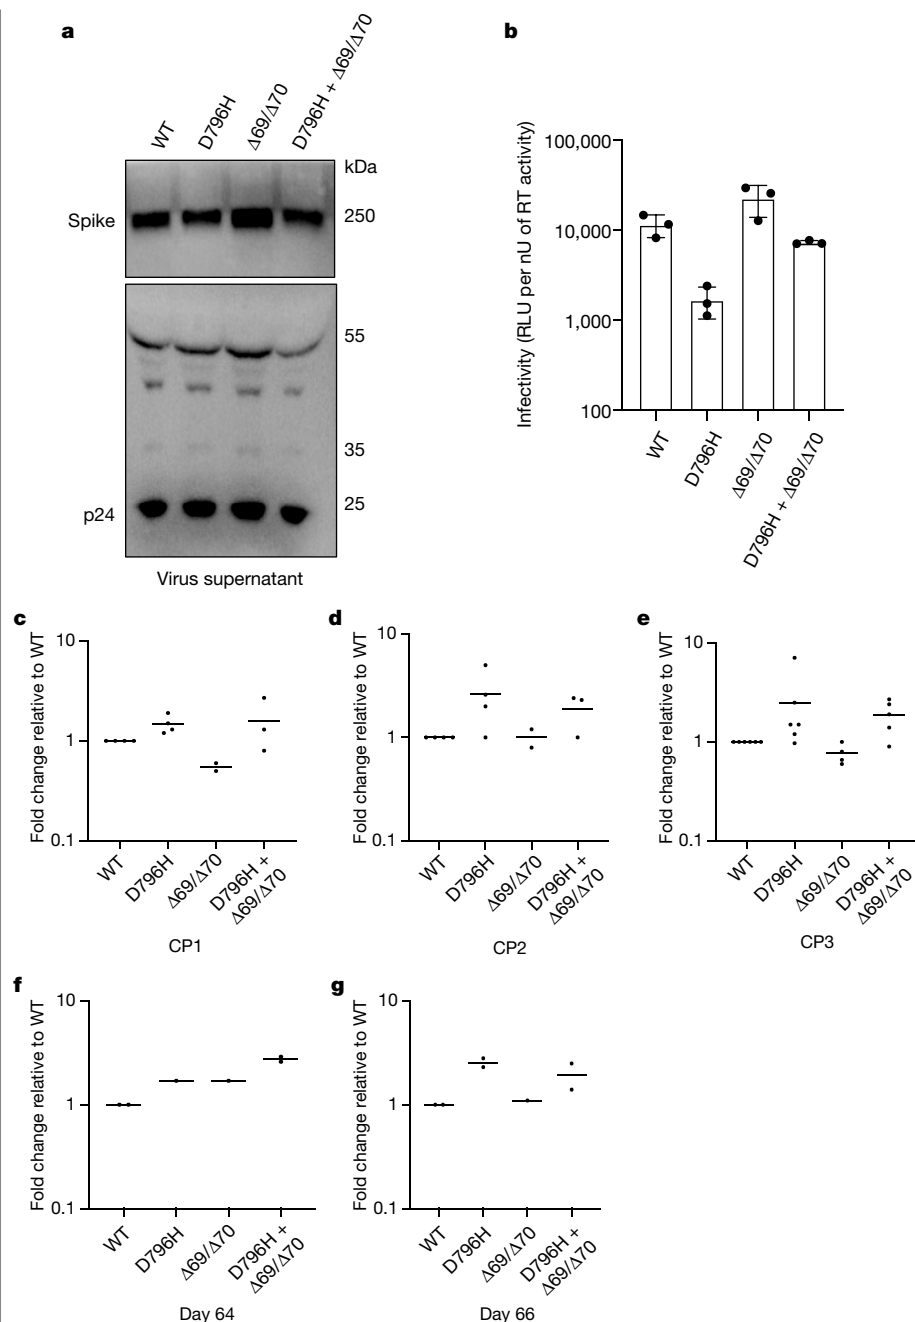 a
WT
D796H
Δ69/Δ70
D796H + Δ69/Δ70
kDa
Spike
250
55
35
25
p24
Virus supernatant
b
Infectivity (RLU per nU of RT activity)
100,000
10,000
1,000
100
WT
D796H
Δ69/Δ70
D796H + Δ69/Δ70
c
Fold change relative to WT
10
1
0.1
WT
D796H
Δ69/Δ70
D796H +
Δ69/Δ70
CP1
d
Fold change relative to WT
10
1
0.1
WT
D796H
Δ69/Δ70
D796H +
Δ69/Δ70
CP2
e
Fold change relative to WT
10
1
0.1
WT
D796H
Δ69/Δ70
D796H +
Δ69/Δ70
CP3
f
Fold change relative to WT
10
1
0.1
WT
D796H
Δ69/Δ70
D796H +
Δ69/Δ70
Day 64
g
Fold change relative to WT
10
1
0.1
WT
D796H
Δ69/Δ70
D796H +
Δ69/Δ70
Day 66